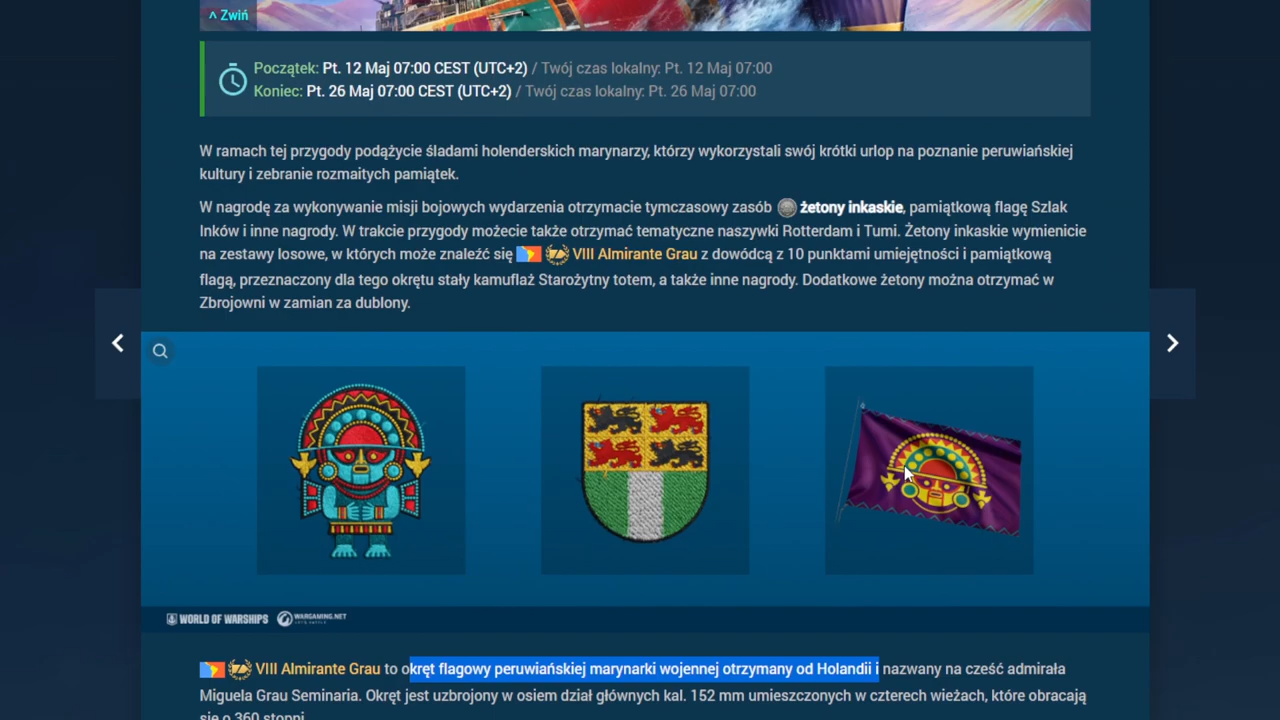 ^ Zwiń
Początek: Pt. 12 Maj 07:00 CEST (UTC+2) / Twój czas lokalny: Pt. 12 Maj 07:00
Koniec: Pt. 26 Maj 07:00 CEST (UTC+2) / Twój czas lokalny: Pt. 26 Maj 07:00
W ramach tej przygody podążycie śladami holenderskich marynarzy, którzy wykorzystali swój krótki urlop na poznanie peruwiańskiej
kultury i zebranie rozmaitych pamiątek.
W nagrodę za wykonywanie misji bojowych wydarzenia otrzymacie tymczasowy zasób żetony inkaskie, pamiątkową flagę Szlak
Inków i inne nagrody. W trakcie przygody możecie także otrzymać tematyczne naszywki Rotterdam i Tumi. Żetony inkaskie wymienicie
na zestawy losowe, w których może znaleźć się VIII Almirante Grau z dowódcą z 10 punktami umiejętności i pamiątkową
flagą, przeznaczony dla tego okrętu stały kamuflaż Starożytny totem, a także inne nagrody. Dodatkowe żetony można otrzymać w
Zbrojowni w zamian za dublony.
WORLD OF WARSHIPS WARGAMING.NET
LET'S BATTLE
VIII Almirante Grau to okręt flagowy peruwiańskiej marynarki wojennej otrzymany od Holandii i nazwany na cześć admirała
Miguela Grau Seminaria. Okręt jest uzbrojony w osiem dział głównych kal. 152 mm umieszczonych w czterech wieżach, które obracają
się o 360 stopni